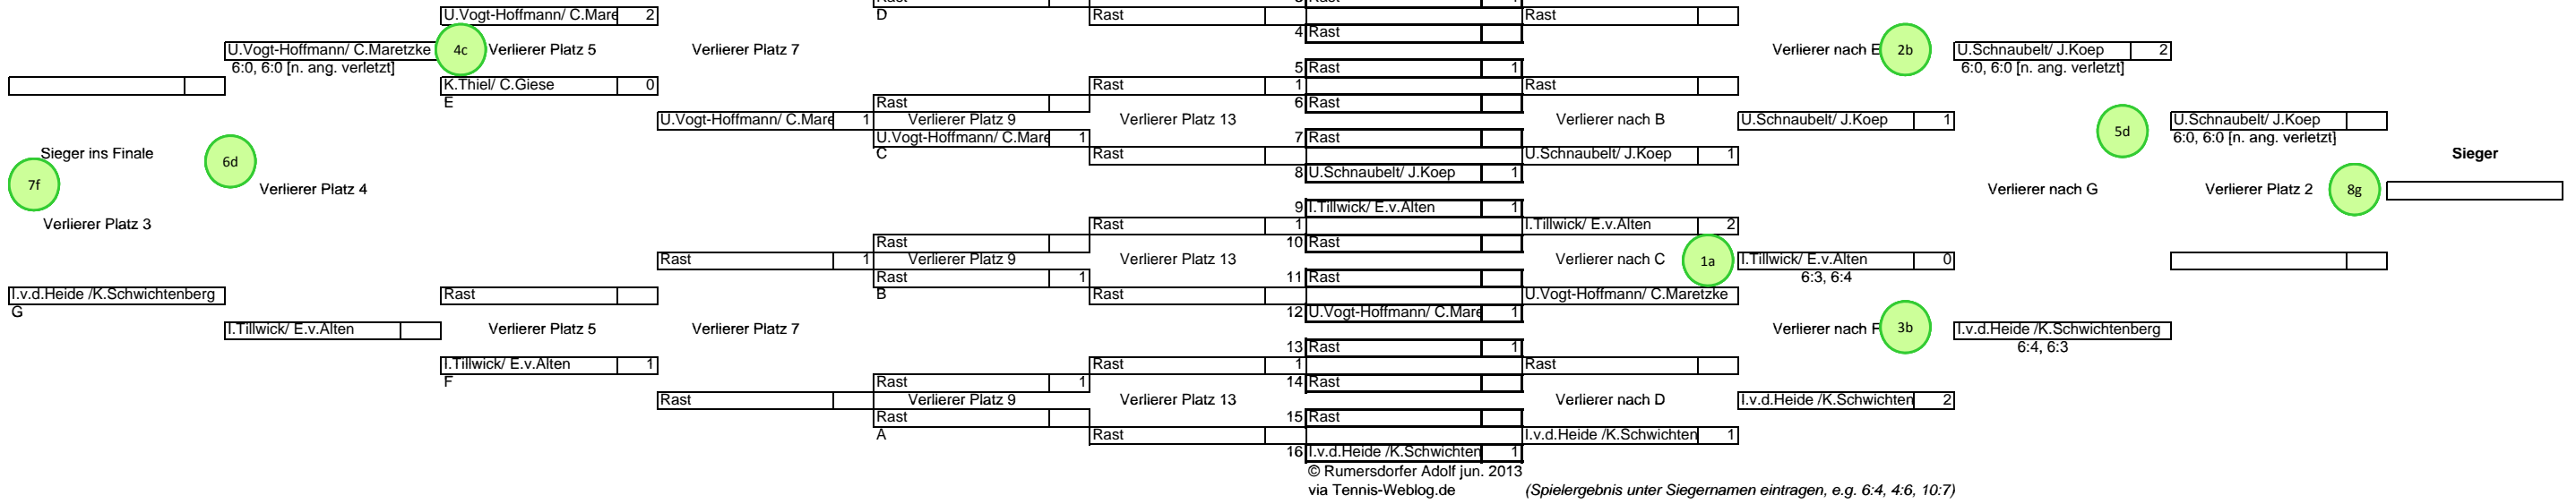 Rast
3 1
U.Vogt-Hoffmann/ C.Mare 2 D Rast Rast
4 Rast
U.Vogt-Hoffmann/ C.Maretzke 4c Verlierer Platz 5 Verlierer Platz 7 Verlierer nach E 2b U.Schnaubelt/ J.Koep 2
6:0, 6:0 [n. ang. verletzt] 5 Rast 1 6:0, 6:0 [n. ang. verletzt]
K.Thiel/ C.Giese 0 Rast 1 Rast
E Rast 6 Rast
U.Vogt-Hoffmann/ C.Mare 1 Verlierer Platz 9 Verlierer Platz 13 Verlierer nach B U.Schnaubelt/ J.Koep 1 5d U.Schnaubelt/ J.Koep
U.Vogt-Hoffmann/ C.Mare 1 7 Rast 6:0, 6:0 [n. ang. verletzt]
Sieger ins Finale 6d C Rast U.Schnaubelt/ J.Koep 1 Sieger
8 U.Schnaubelt/ J.Koep 1
7f Verlierer Platz 4 Verlierer nach G Verlierer Platz 2 8g
9 I.Tillwick/ E.v.Alten 1
Verlierer Platz 3 Rast 1 I.Tillwick/ E.v.Alten 2
Rast 10 Rast
Rast 1 Verlierer Platz 9 Verlierer Platz 13 Verlierer nach C 1a I.Tillwick/ E.v.Alten 0
Rast 1 11 Rast 6:3, 6:4
I.v.d.Heide /K.Schwichtenberg Rast B Rast U.Vogt-Hoffmann/ C.Maretzke
G 12 U.Vogt-Hoffmann/ C.Mare 1
I.Tillwick/ E.v.Alten Verlierer Platz 5 Verlierer Platz 7 Verlierer nach F 3b I.v.d.Heide /K.Schwichtenberg
13 Rast 1 6:4, 6:3
I.Tillwick/ E.v.Alten 1 Rast 1 Rast
F Rast 1 14 Rast
Rast Verlierer Platz 9 Verlierer Platz 13 Verlierer nach D I.v.d.Heide /K.Schwichten 2
Rast 15 Rast
A Rast I.v.d.Heide /K.Schwichten 1
16 I.v.d.Heide /K.Schwichten 1
© Rumersdorfer Adolf jun. 2013
via Tennis-Weblog.de (Spielergebnis unter Siegernamen eintragen, e.g. 6:4, 4:6, 10:7)